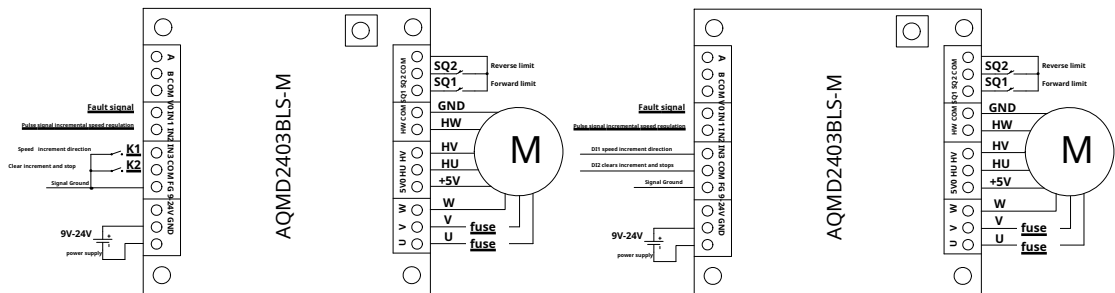 A
B
COM
V0
IN1
IN2
IN3
COM
FG
9-24V
GND
Fault signal
Pulse signal incremental speed regulation
Speed increment direction
K1
Clear increment and stop
K2
Signal Ground
9V-24V
+
power supply
AQMD2403BLS-M
COM
SQ2
SQ1
COM
HW
HV
HU
5V0
W
V
U
SQ2
SQ1
Reverse limit
Forward limit
GND
HW
HV
HU
+5V
W
V
U
fuse
fuse
M
A
B
COM
V0
IN1
IN2
IN3
COM
FG
9-24V
GND
Fault signal
Pulse signal incremental speed regulation
DI1 speed increment direction
DI2 clears increment and stops
Signal Ground
9V-24V
+
power supply
AQMD2403BLS-M
COM
SQ2
SQ1
COM
HW
HV
HU
5V0
W
V
U
SQ2
SQ1
Reverse limit
Forward limit
GND
HW
HV
HU
+5V
W
V
U
fuse
fuse
M